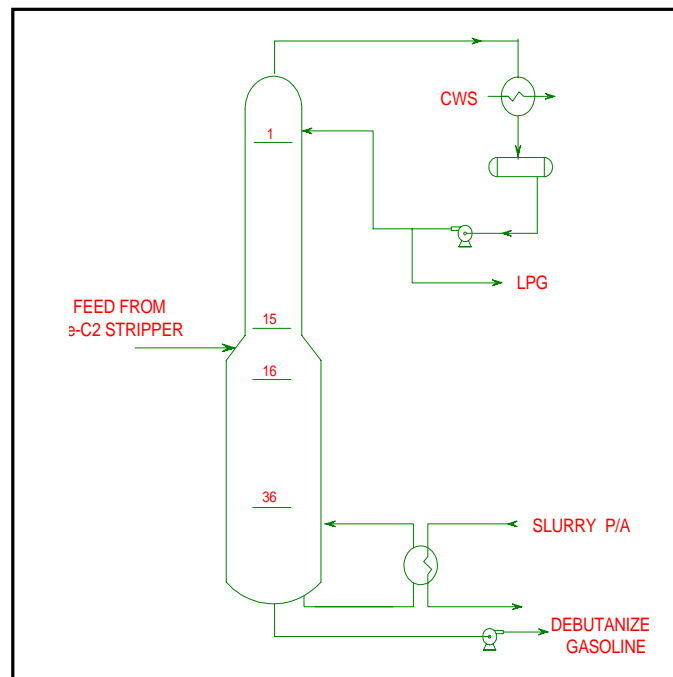 CWS
1
LPG
FEED FROM
e-C2 STRIPPER
15
16
36
SLURRY P/A
DEBUTANIZE
GASOLINE